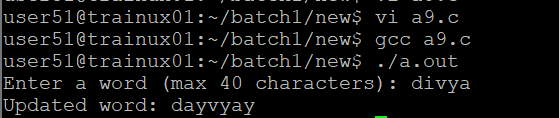 user51@trainux01:~/batch1/new$ vi a9.c
user51@trainux01:~/batch1/new$ gcc a9.c
user51@trainux01:~/batch1/new$ ./a.out
Enter a word (max 40 characters): divya
Updated word: dayvyay